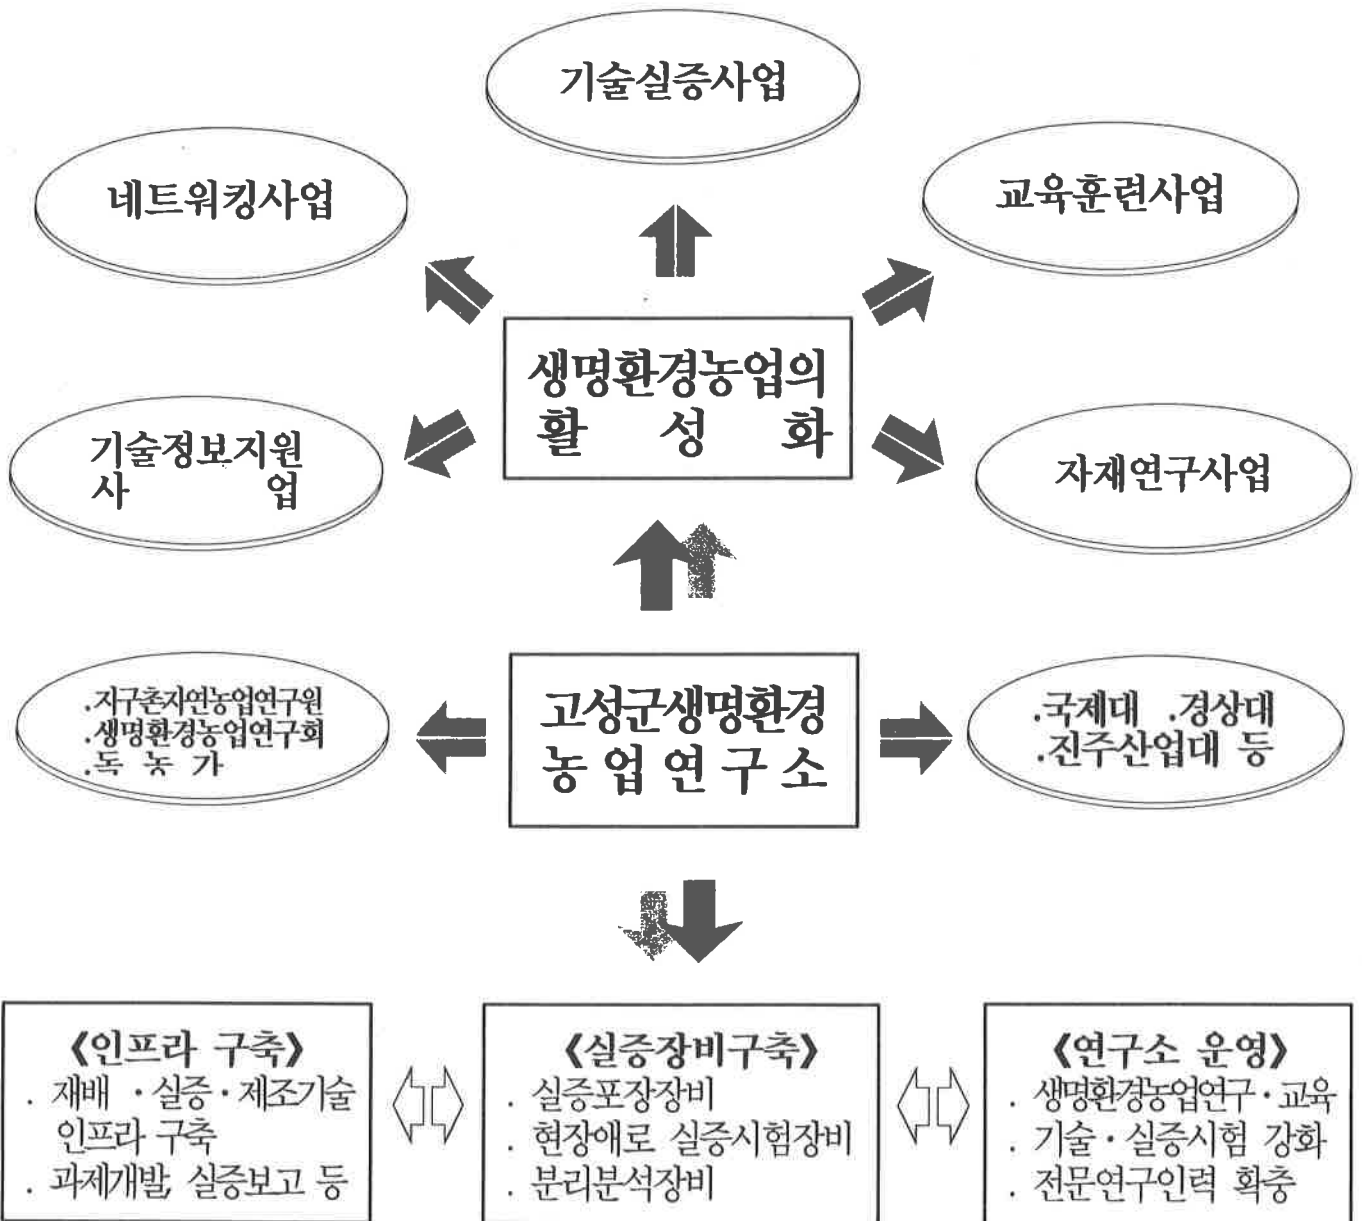 기술실증사업
네트워킹사업
교육훈련사업
생명환경농업의
활 성 화
기술정보지원
사 업
자재연구사업
.지구촌자연농업연구원
.생명환경농업연구회
.독 농 가
고성군생명환경
농 업 연 구 소
.국제대 .경상대
.진주산업대 등
《인프라 구축》
. 재배 ·실증·제조기술
인프라 구축
. 과제개발, 실증보고 등
《실증장비구축》
. 실증포장장비
. 현장애로 실증시험장비
. 분리분석장비
《연구소 운영》
. 생명환경농업연구·교육
. 기술·실증시험 강화
. 전문연구인력 확충